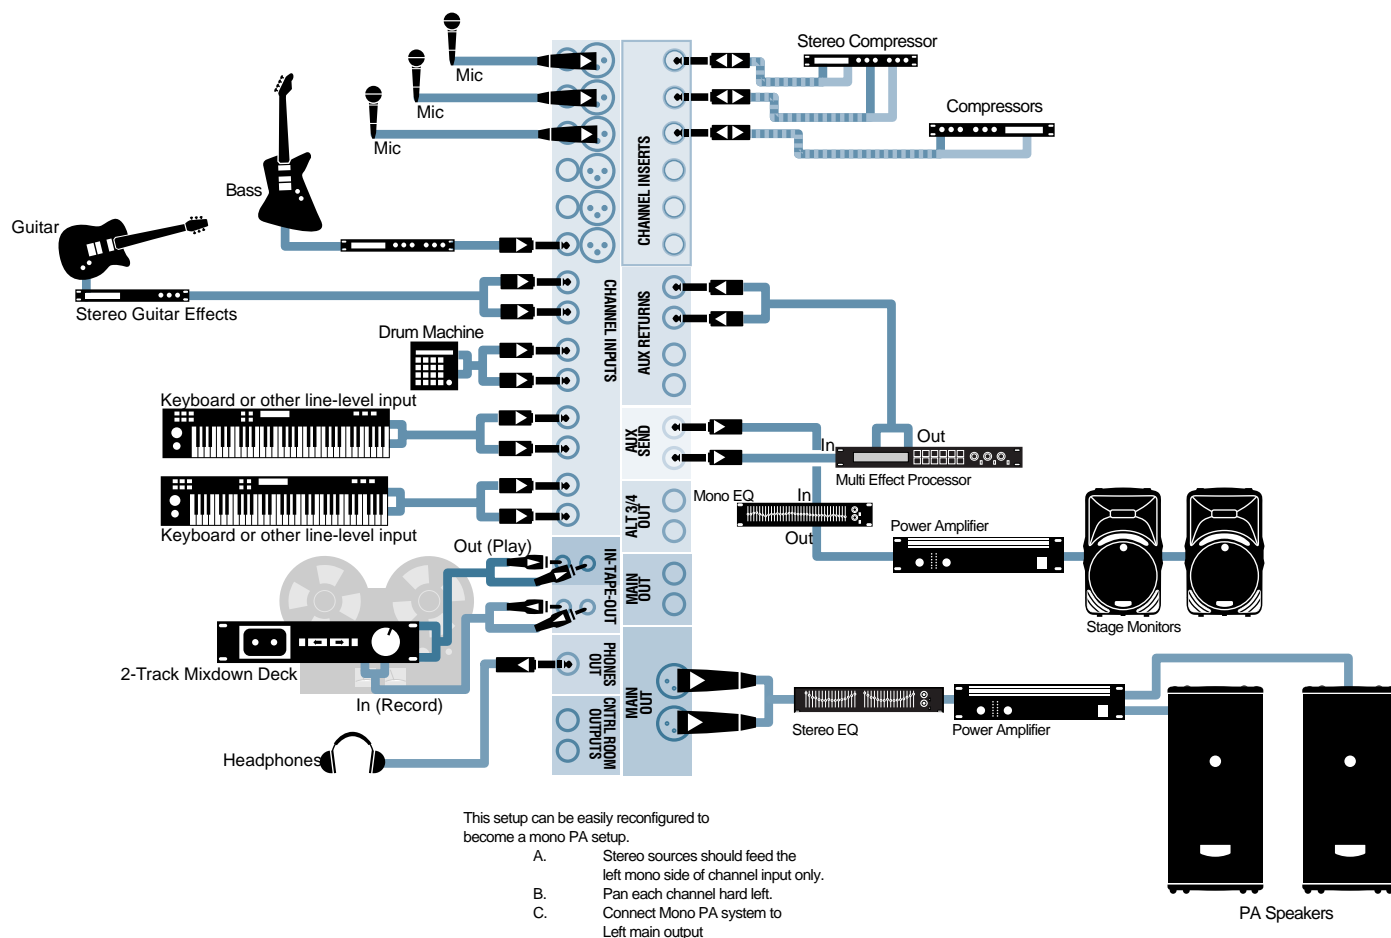 Stereo Compressor
Mic
Compressors
Mic
Mic
CHANNEL INSERTS
Bass
Guitar
Stereo Guitar Effects
CHANNEL INPUTS
AUX RETURNS
Drum Machine
Keyboard or other line-level input
AUX
SEND
In
Out
Multi Effect Processor
Mono EQ
In
Out
ALT 3/4
OUT
Power Amplifier
Keyboard or other line-level input
Out (Play)
IN-TAPE-OUT
MAIN
OUT
Stage Monitors
2-Track Mixdown Deck
In (Record)
PHONES
OUT
MAIN
OUT
Stereo EQ
Power Amplifier
CNTRL ROOM
OUTPUTS
Headphones
PA Speakers
This setup can be easily reconfigured to
become a mono PA setup.
A. Stereo sources should feed the
left mono side of channel input only.
B. Pan each channel hard left.
C. Connect Mono PA system to
Left main output